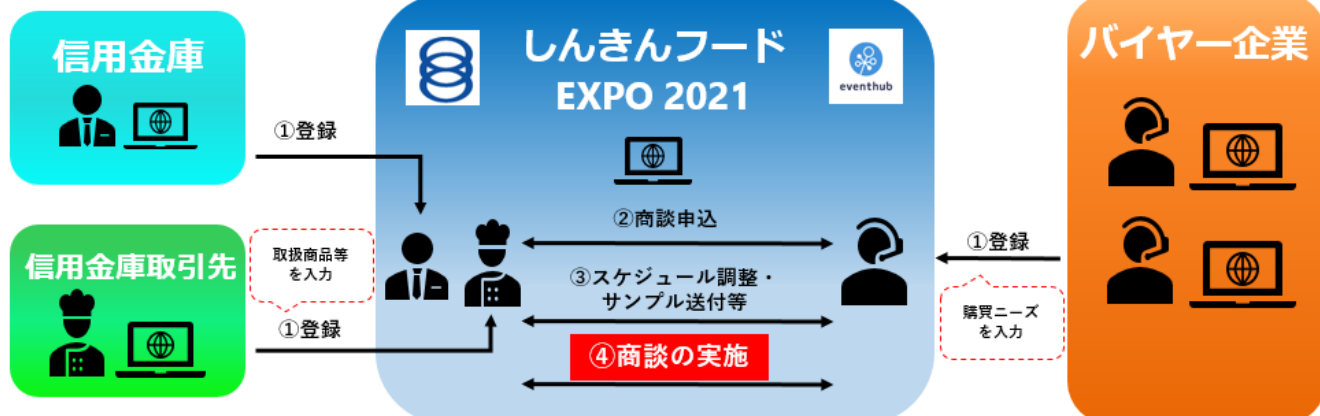 信用金庫
①登録
信用金庫取引先
取扱商品等
を入力
①登録
しんきんフード
EXPO 2021
eventhub
②商談申込
③スケジュール調整・
サンプル送付等
④商談の実施
バイヤー企業
①登録
購買ニーズ
を入力